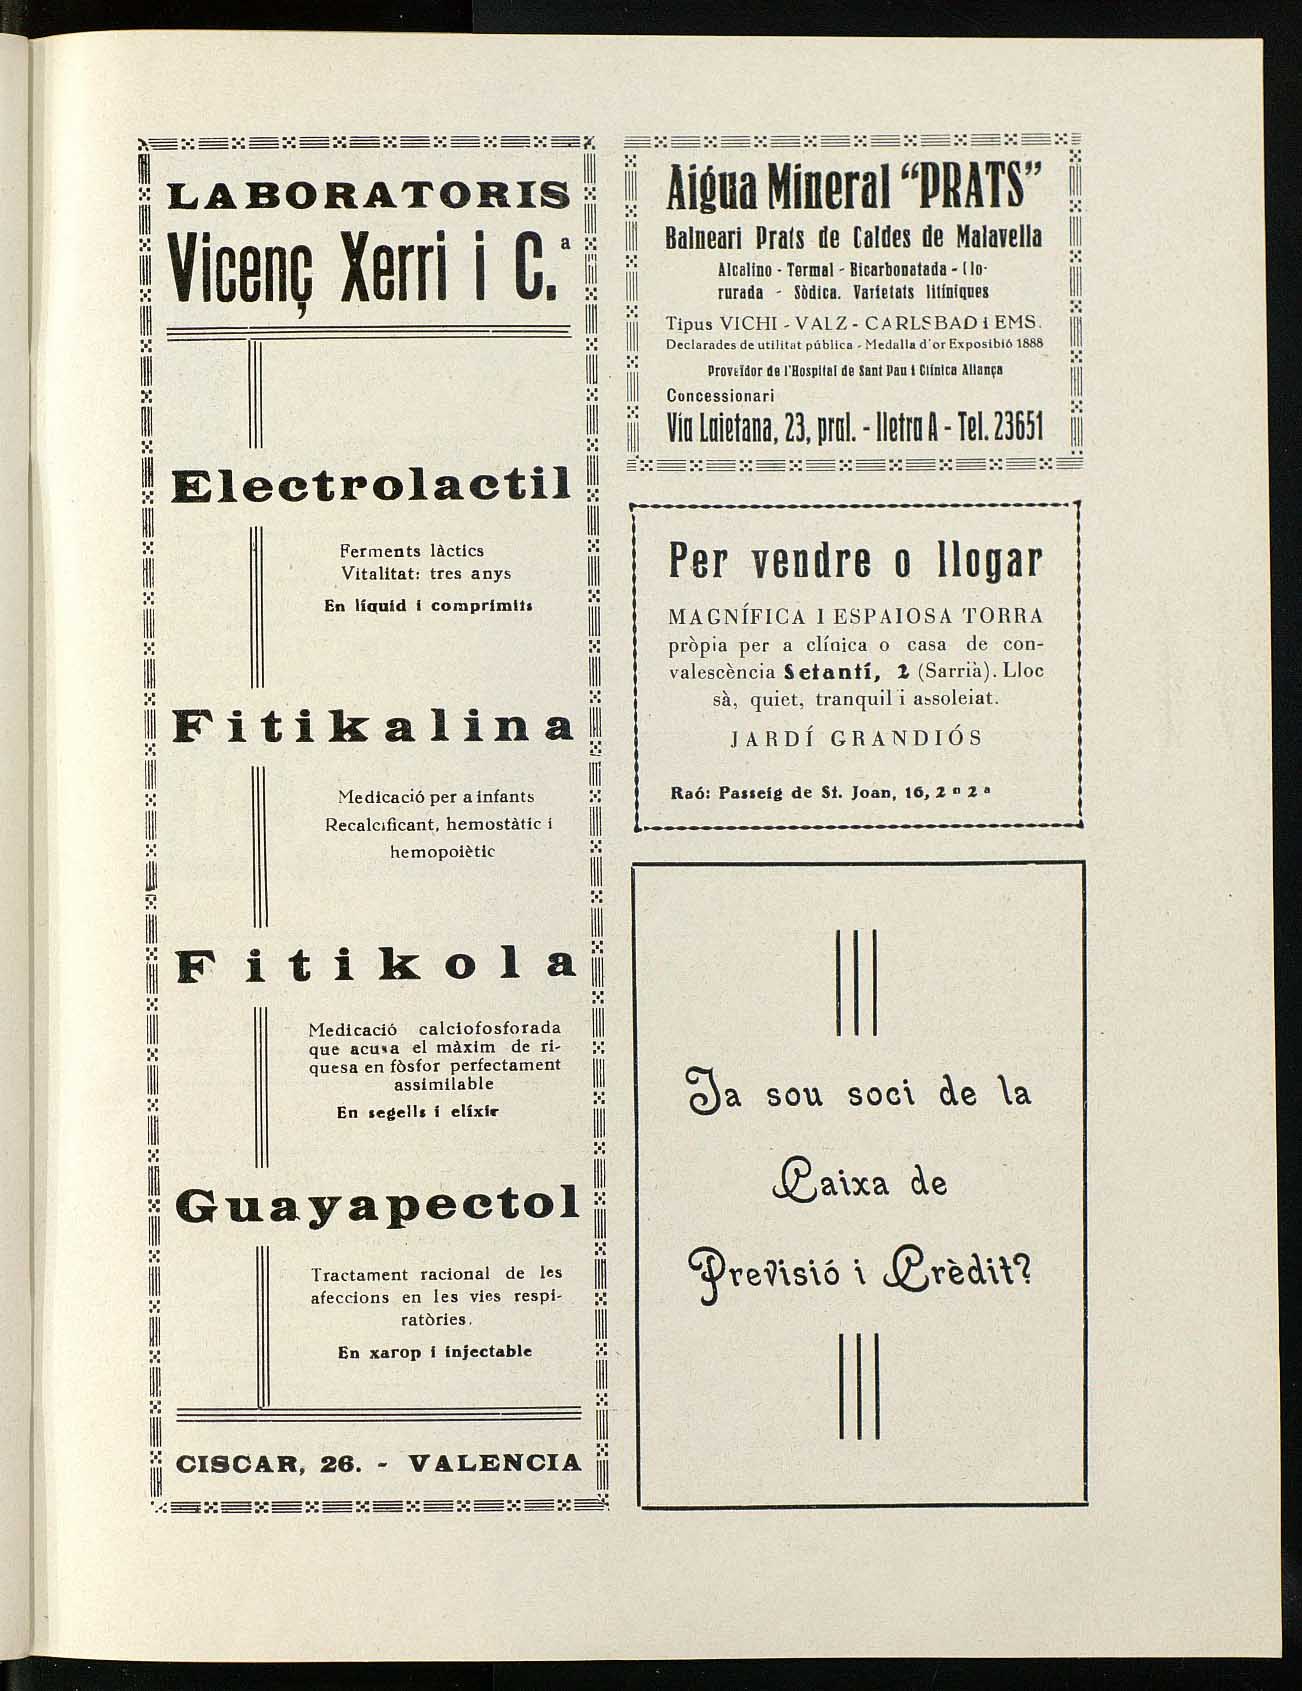 LABORATORIS
Vicenç Xerri i C.ª
Electrolactil
Ferments làctics
Vitalitat: tres anys
En líquid i comprimits
Fitikalina
Medicació per a infants
Recalcificant, hemostàtic i
hemopoiètic
Fitikola
Medicació calciofosforada
que acusa el màxim de ri-
quesa en fòsfor perfectament
assimilable
En segells i elixir
Guayapectol
Tractament racional de les
afeccions en les vies respi-
ratòries.
En xarop i injectable
CISCAR, 26. - VALENCIA
Aigua Mineral "PRATS"
Balneari Prats de Caldes de Malavella
Alcalino - Termal - Bicarbonatada - Clo-
rurada - Sòdica. Varietats litíniques
Tipus VICHI - VALZ - CARLSBAD i EMS.
Declarades de utilitat pública - Medalla d'or Exposibió 1888
Proveïdor de l'Hospital de Sant Pau i Clínica Aliança
Concessionari
Vía Laietana, 23, pral. - lletra A - Tel. 23651
Per vendre o llogar
MAGNÍFICA I ESPAIOSA TORRA
pròpia per a clínica o casa de con-
valescència Setantí, 2 (Sarrià). Lloc
sà, quiet, tranquil i assoleiat.
JARDÍ GRANDIÓS
Raó: Passeig de St. Joan, 16, 2 n 2 a
Ja sou soci de la
Caixa de
Previsió i Crèdit?